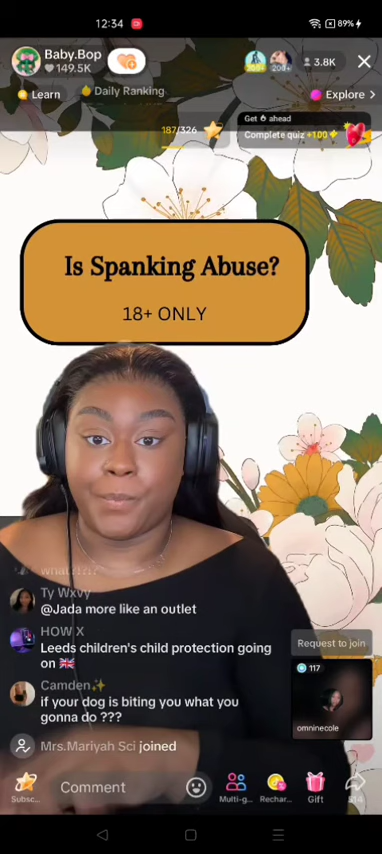 12:34
89%
Baby.Bop
149.5K
3.8K
Learn
Daily Ranking
Explore >
187/326
Get ahead
Complete quiz +100
Is Spanking Abuse?
18+ ONLY
what????
Ty Wxvy
@Jada more like an outlet
HOW X
Leeds children's child protection going
on 🇬🇧
Camden✨
if your dog is biting you what you
gonna do ???
Mrs.Mariyah Sci joined
Request to join
117
omninecole
Subsc...
Comment
Multi-g...
Rechar...
Gift